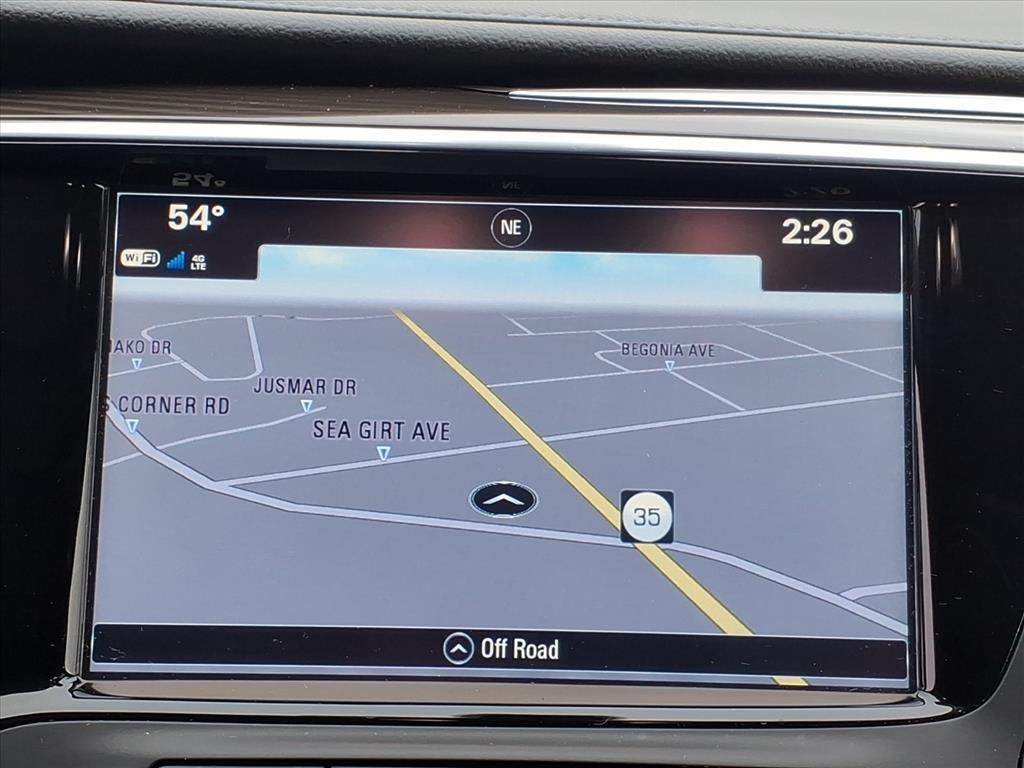 54°
NE
2:26
WiFi
4G
LTE
AKO DR
BEGONIA AVE
JUSMAR DR
S CORNER RD
SEA GIRT AVE
35
Off Road